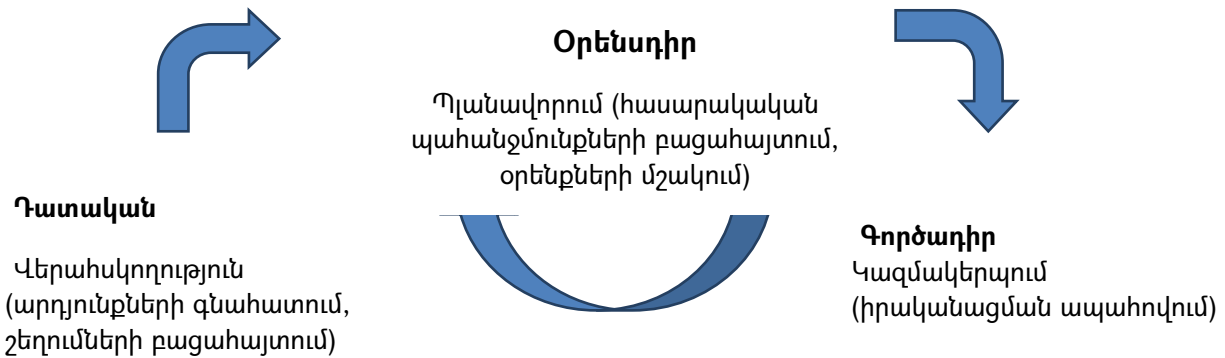 Օրենսդիր
Պլանավորում (հասարակական
պահանջմունքների բացահայտում,
օրենքների մշակում)
Դատական
Վերահսկողություն
(արդյունքների գնահատում,
շեղումների բացահայտում)
Գործադիր
Կազմակերպում
(իրականացման ապահովում)